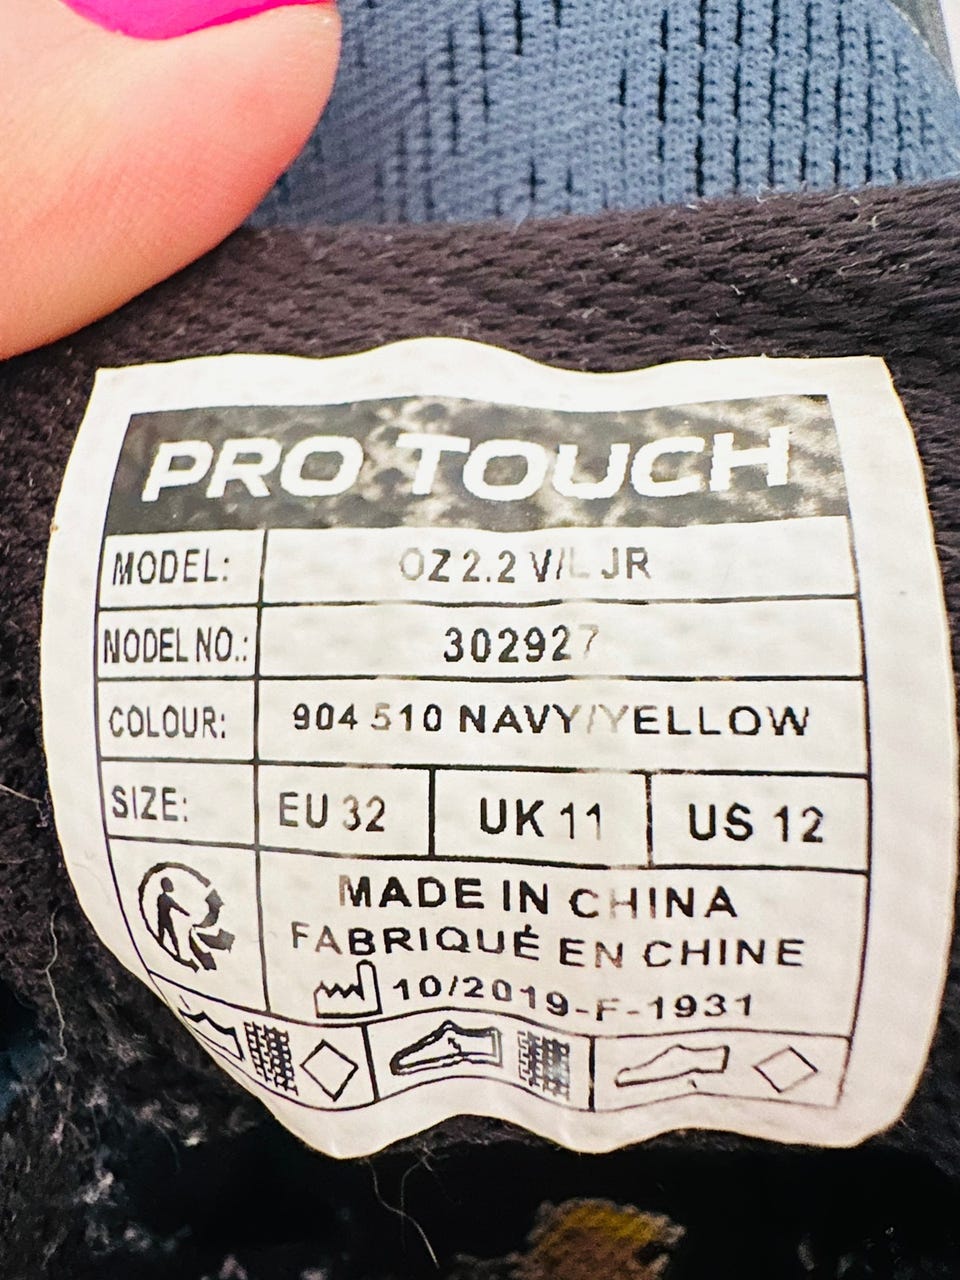 PRO TOUCH
MODEL: OZ 2.2 V/L JR
MODEL NO.: 302927
COLOUR: 904 510 NAVY/YELLOW
SIZE: EU 32 UK 11 US 12
MADE IN CHINA
FABRIQUÉ EN CHINE
10/2019-F-1931